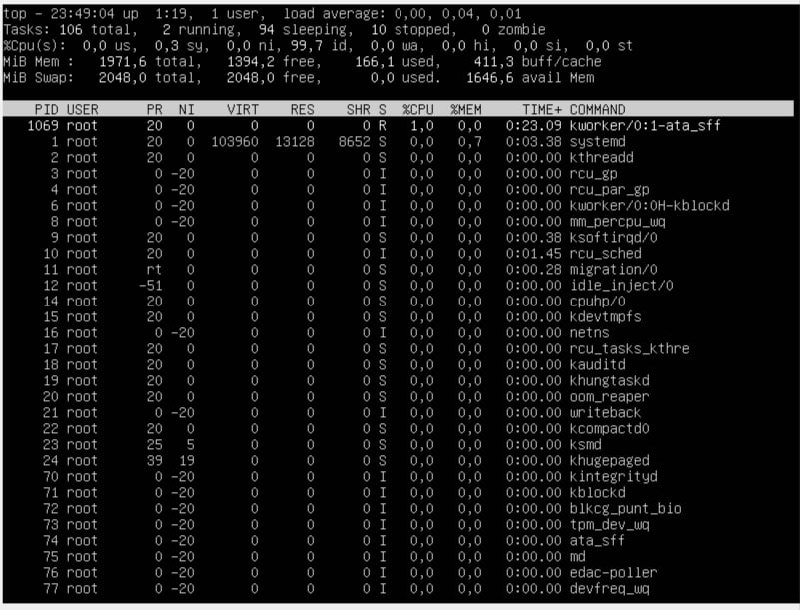 top - 23:49:04 up  1:19,  1 user,  load average: 0,00, 0,04, 0,01
Tasks: 106 total,   2 running,  94 sleeping,  10 stopped,   0 zombie
%Cpu(s):  0,0 us,  0,3 sy,  0,0 ni, 99,7 id,  0,0 wa,  0,0 hi,  0,0 si,  0,0 st
MiB Mem :   1971,6 total,   1394,2 free,    166,1 used,    411,3 buff/cache
MiB Swap:   2048,0 total,   2048,0 free,      0,0 used.   1646,6 avail Mem
PID USER PR NI VIRT RES SHR S %CPU %MEM TIME+ COMMAND
1069 root 20 0 0 0 0 R 1,0 0,0 0:23.09 kworker/0:1-ata_sff
1 root 20 0 103960 13128 8652 S 0,0 0,7 0:03.38 systemd
2 root 20 0 0 0 0 S 0,0 0,0 0:00.00 kthreadd
3 root 0 -20 0 0 0 I 0,0 0,0 0:00.00 rcu_gp
4 root 0 -20 0 0 0 I 0,0 0,0 0:00.00 rcu_par_gp
6 root 0 -20 0 0 0 I 0,0 0,0 0:00.00 kworker/0:0H-kblockd
8 root 0 -20 0 0 0 I 0,0 0,0 0:00.00 mm_percpu_wq
9 root 20 0 0 0 0 S 0,0 0,0 0:00.38 ksoftirqd/0
10 root 20 0 0 0 0 I 0,0 0,0 0:01.45 rcu_sched
11 root rt 0 0 0 0 S 0,0 0,0 0:00.28 migration/0
12 root -51 0 0 0 0 S 0,0 0,0 0:00.00 idle_inject/0
14 root 20 0 0 0 0 S 0,0 0,0 0:00.00 cpuhp/0
15 root 20 0 0 0 0 S 0,0 0,0 0:00.00 kdevtmpfs
16 root 0 -20 0 0 0 I 0,0 0,0 0:00.00 netns
17 root 20 0 0 0 0 S 0,0 0,0 0:00.00 rcu_tasks_kthre
18 root 20 0 0 0 0 S 0,0 0,0 0:00.00 kauditd
19 root 20 0 0 0 0 S 0,0 0,0 0:00.00 khungtaskd
20 root 20 0 0 0 0 S 0,0 0,0 0:00.00 oom_reaper
21 root 0 -20 0 0 0 I 0,0 0,0 0:00.00 writeback
22 root 20 0 0 0 0 S 0,0 0,0 0:00.00 kcompactd0
23 root 25 5 0 0 0 S 0,0 0,0 0:00.00 ksmd
24 root 39 19 0 0 0 S 0,0 0,0 0:00.00 khugepaged
70 root 0 -20 0 0 0 I 0,0 0,0 0:00.00 kintegrityd
71 root 0 -20 0 0 0 I 0,0 0,0 0:00.00 kblockd
72 root 0 -20 0 0 0 I 0,0 0,0 0:00.00 blkcg_punt_bio
73 root 0 -20 0 0 0 I 0,0 0,0 0:00.00 tpm_dev_wq
74 root 0 -20 0 0 0 I 0,0 0,0 0:00.00 ata_sff
75 root 0 -20 0 0 0 I 0,0 0,0 0:00.00 md
76 root 0 -20 0 0 0 I 0,0 0,0 0:00.00 edac-poller
77 root 0 -20 0 0 0 I 0,0 0,0 0:00.00 devfreq_wq